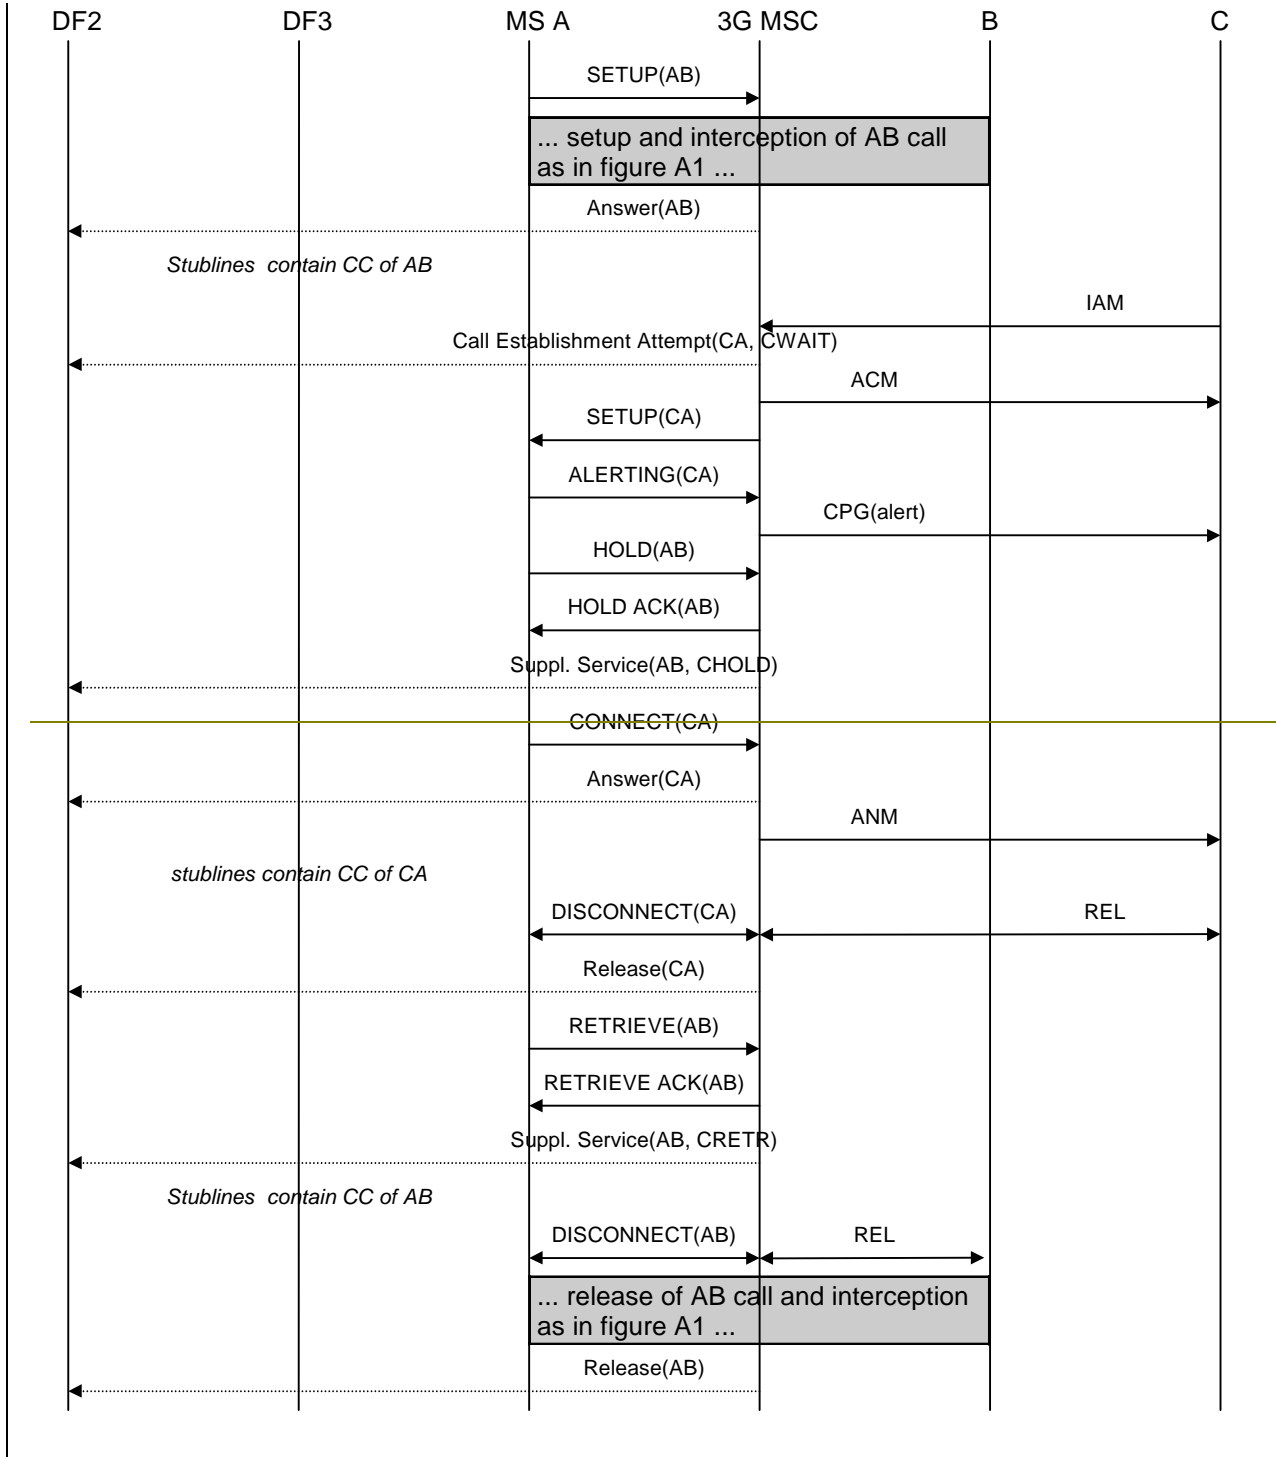 DF2 DF3 MS A 3G MSC B C
SETUP(AB)
... setup and interception of AB call
as in figure A1 ...
Answer(AB)
Stublines contain CC of AB
IAM
Call Establishment Attempt(CA, CWAIT)
ACM
SETUP(CA)
ALERTING(CA)
CPG(alert)
HOLD(AB)
HOLD ACK(AB)
Suppl. Service(AB, CHOLD)
CONNECT(CA)
Answer(CA)
ANM
stublines contain CC of CA
DISCONNECT(CA) REL
Release(CA)
RETRIEVE(AB)
RETRIEVE ACK(AB)
Suppl. Service(AB, CRETR)
Stublines contain CC of AB
DISCONNECT(AB) REL
... release of AB call and interception
as in figure A1 ...
Release(AB)